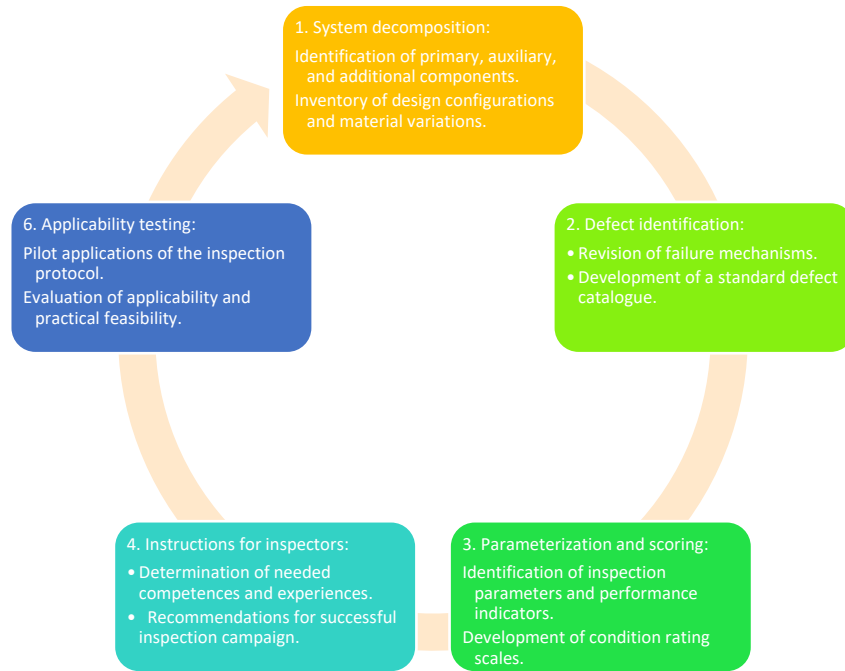 1. System decomposition:
Identification of primary, auxiliary,
and additional components.
Inventory of design configurations
and material variations.
2. Defect identification:
• Revision of failure mechanisms.
• Development of a standard defect
catalogue.
3. Parameterization and scoring:
Identification of inspection
parameters and performance
indicators.
Development of condition rating
scales.
4. Instructions for inspectors:
• Determination of needed
competences and experiences.
• Recommendations for successful
inspection campaign.
6. Applicability testing:
Pilot applications of the inspection
protocol.
Evaluation of applicability and
practical feasibility.